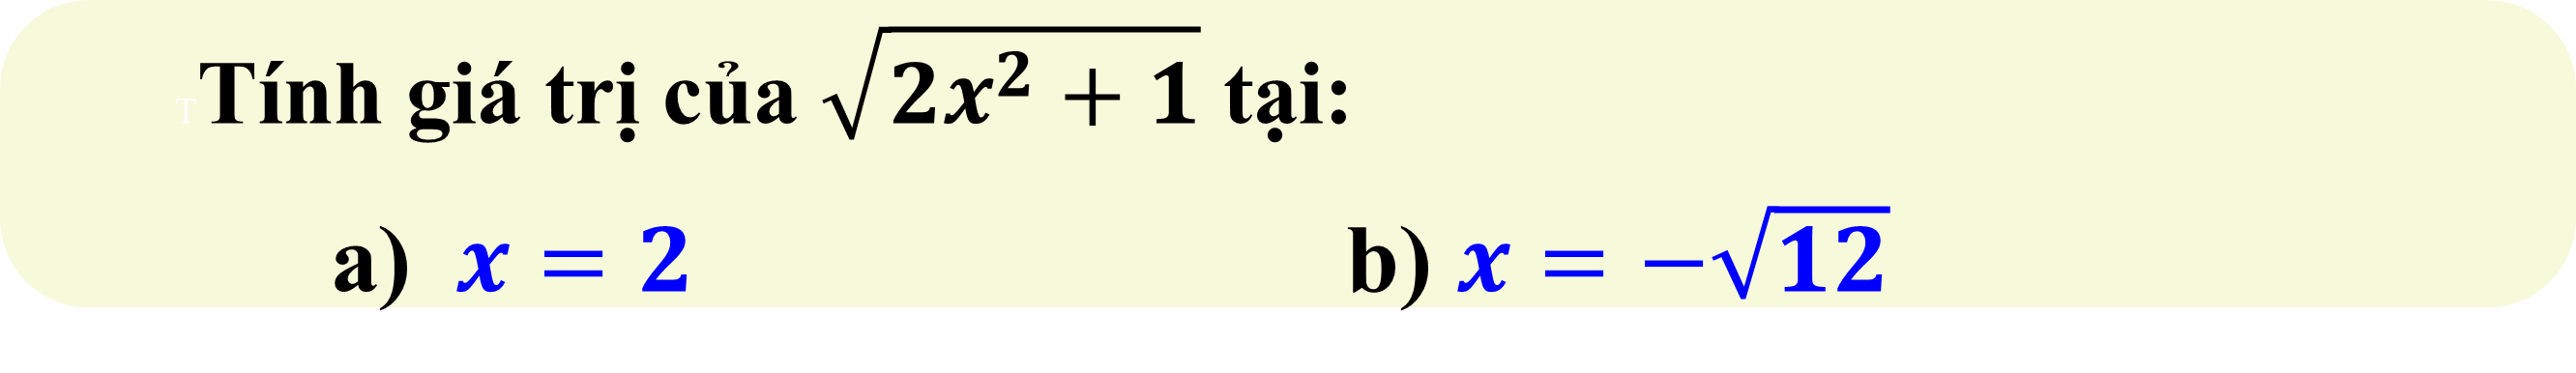 Tính giá trị của √(2x² + 1) tại:
a) x = 2 b) x = −√12